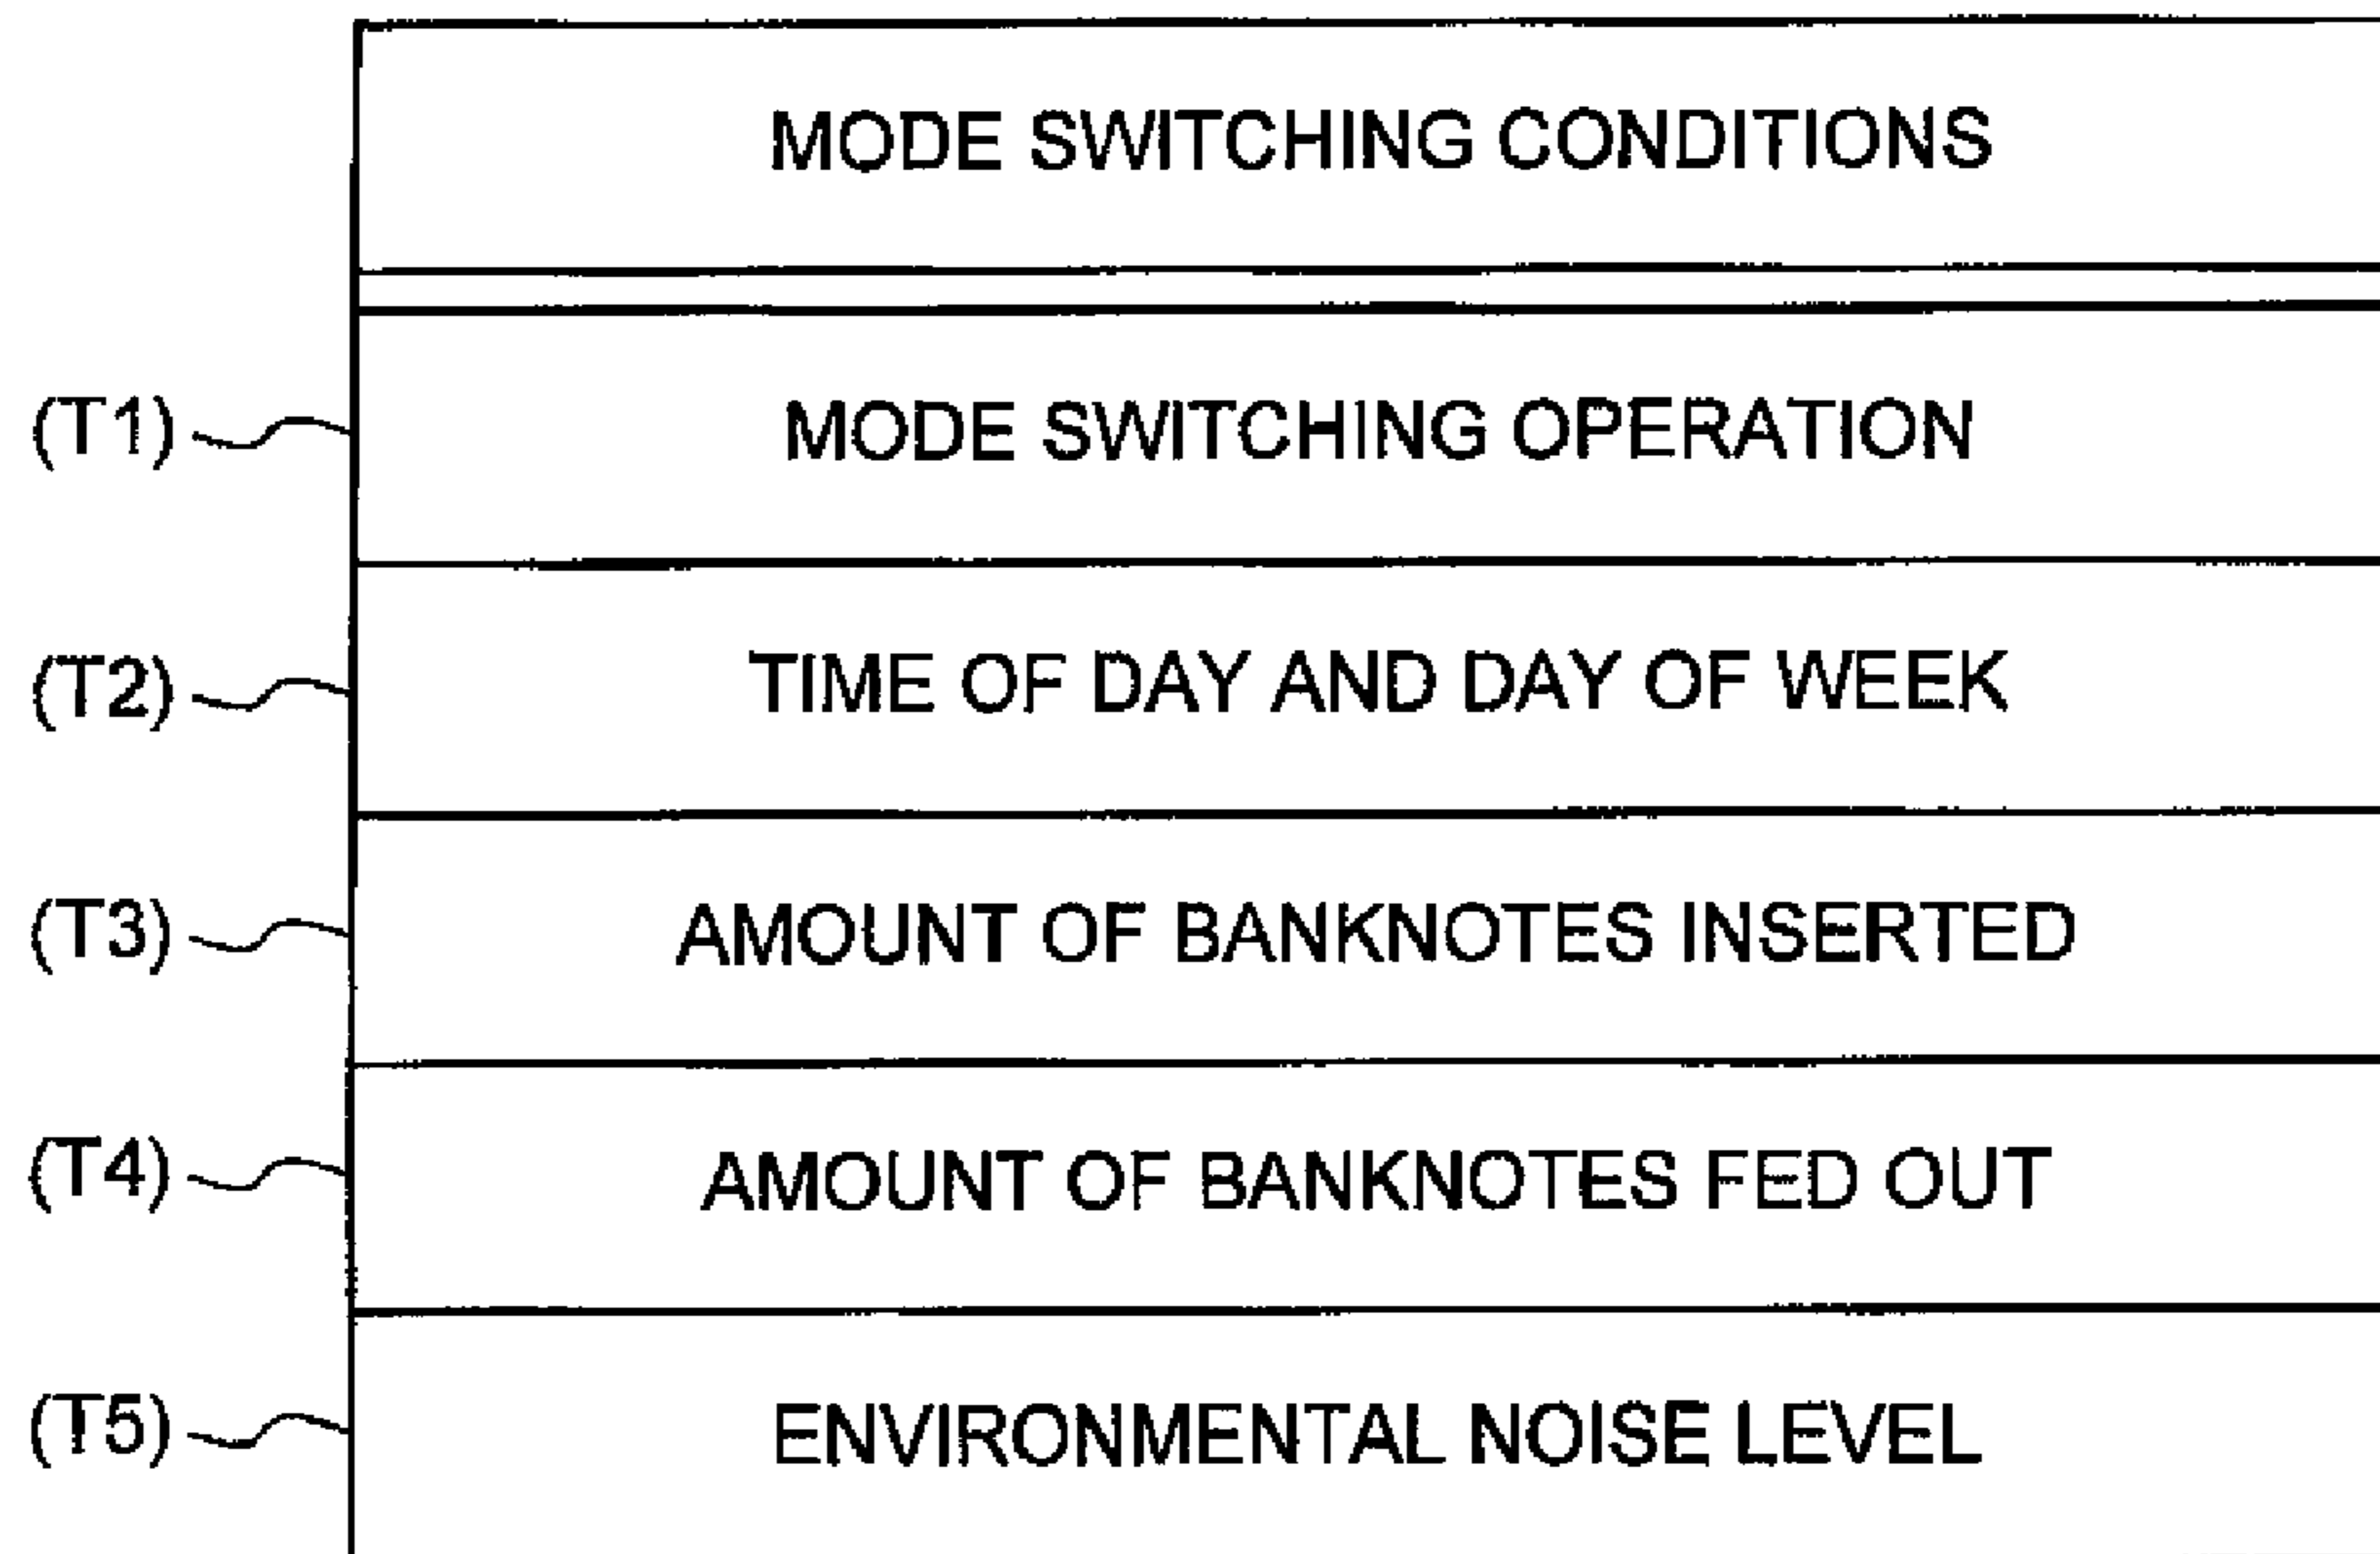 MODE SWITCHING CONDITIONS
(T1) MODE SWITCHING OPERATION
(T2) TIME OF DAY AND DAY OF WEEK
(T3) AMOUNT OF BANKNOTES INSERTED
(T4) AMOUNT OF BANKNOTES FED OUT
(T5) ENVIRONMENTAL NOISE LEVEL